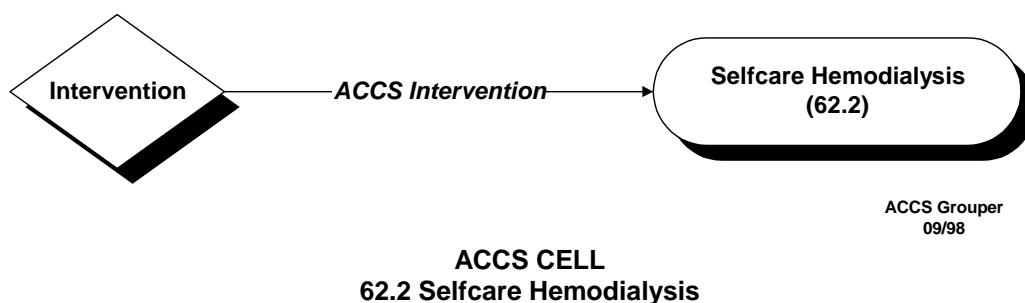 Intervention
ACCS Intervention
Selfcare Hemodialysis
(62.2)
ACCS Grouper
09/98
ACCS CELL
62.2 Selfcare Hemodialysis